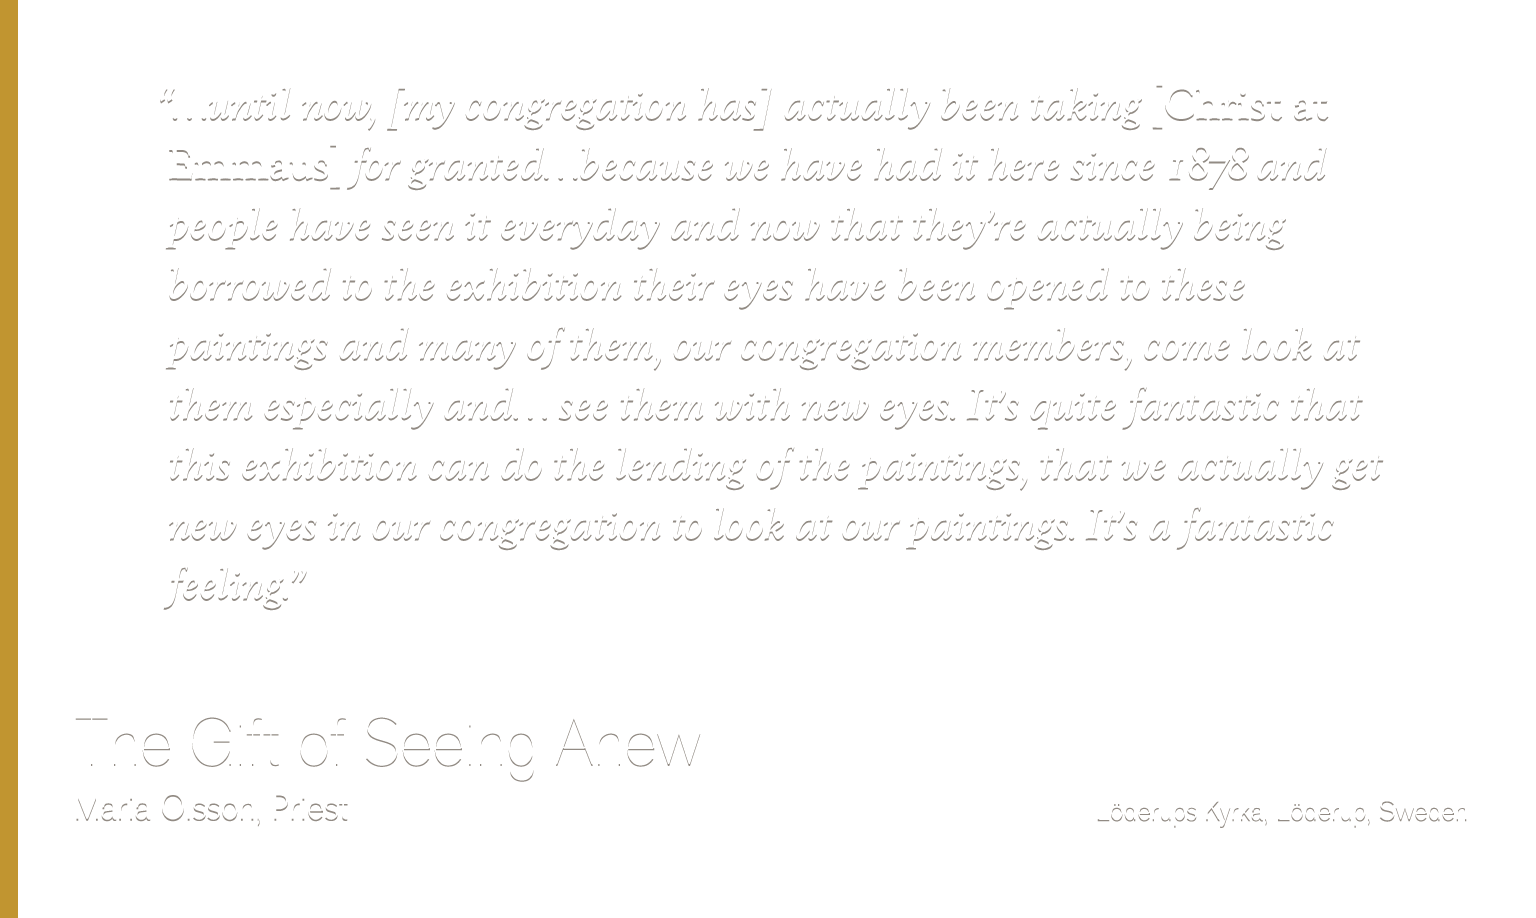 “…until now, [my congregation has] actually been taking [Christ at
Emmaus] for granted…because we have had it here since 1878 and
people have seen it everyday and now that they’re actually being
borrowed to the exhibition their eyes have been opened to these
paintings and many of them, our congregation members, come look at
them especially and… see them with new eyes. It’s quite fantastic that
this exhibition can do the lending of the paintings, that we actually get
new eyes in our congregation to look at our paintings. It’s a fantastic
feeling.”
The Gift of Seeing Anew
Maria Olsson, Priest
Löderups Kyrka, Löderup, Sweden